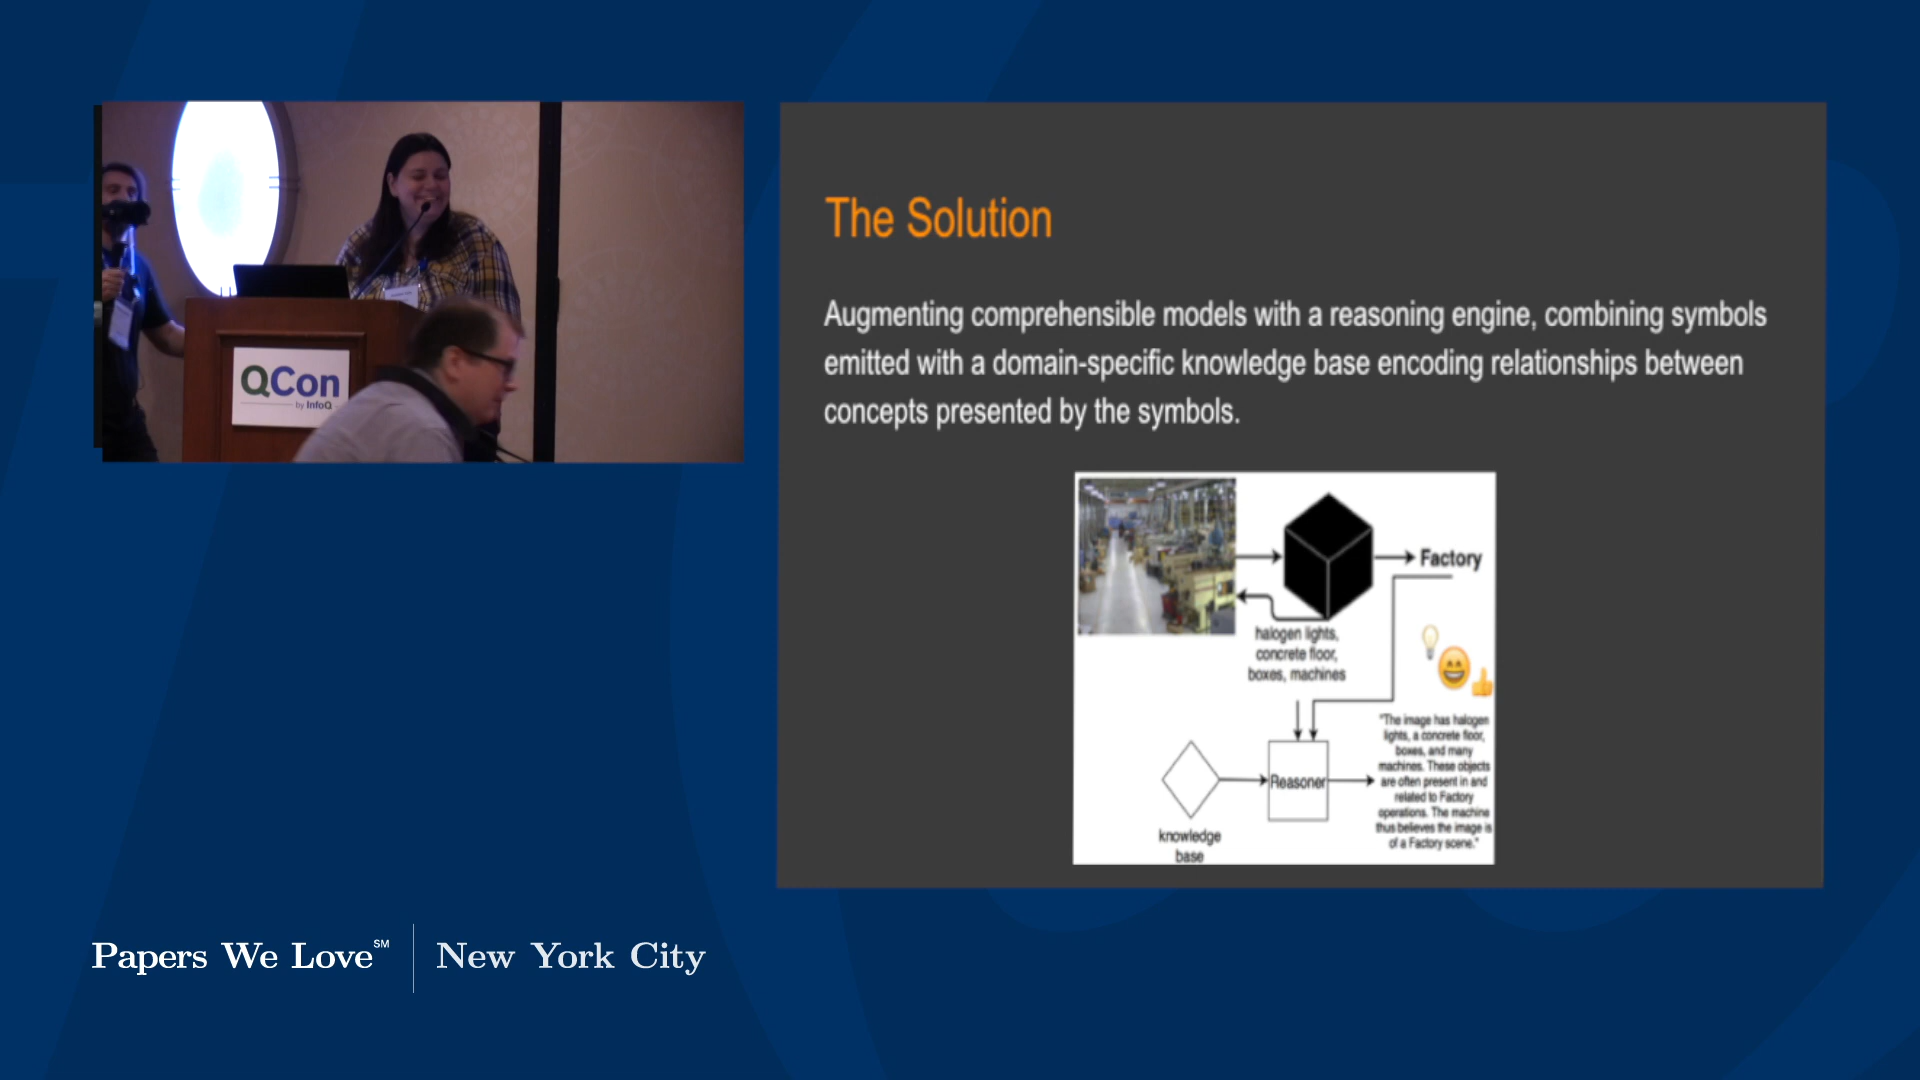 QCon
by InfoQ
The Solution
Augmenting comprehensible models with a reasoning engine, combining symbols
emitted with a domain-specific knowledge base encoding relationships between
concepts presented by the symbols.
Factory
halogen lights,
concrete floor,
boxes, machines
"The image has halogen
lights, a concrete floor,
boxes, and many
machines. These objects
are often present in and
related to Factory
operations. The machine
thus believes the image is
of a Factory scene."
Reasoner
knowledge
base
Papers We Love℠ | New York City